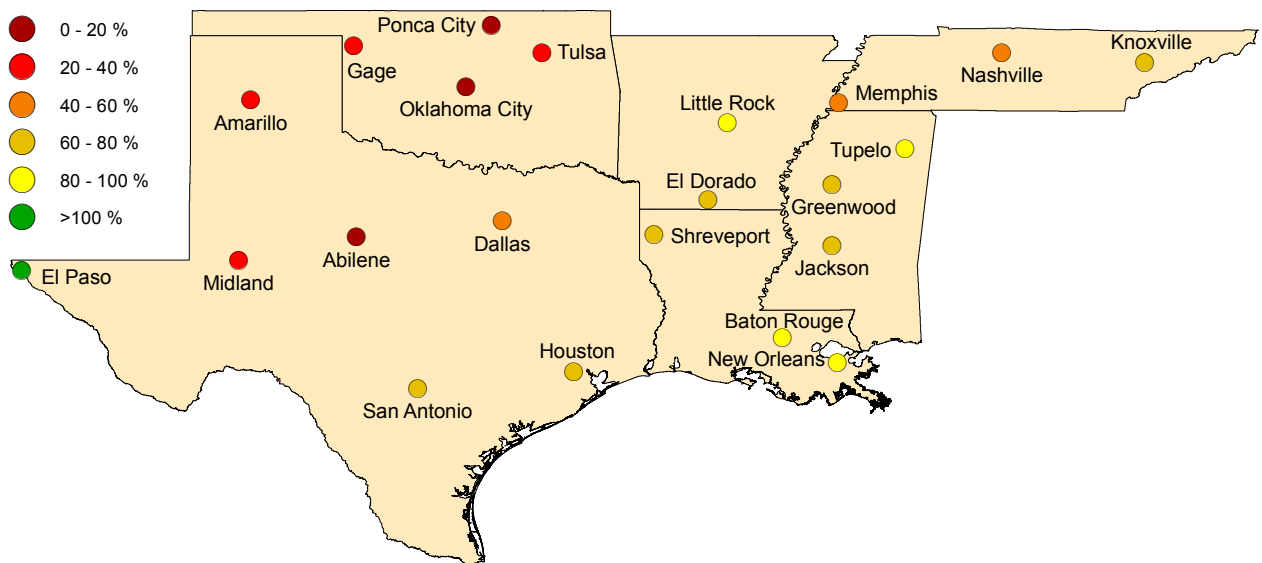 0 - 20 %
20 - 40 %
40 - 60 %
60 - 80 %
80 - 100 %
>100 %
Ponca City
Gage
Tulsa
Oklahoma City
Amarillo
Little Rock
Memphis
Nashville
Knoxville
Tupelo
El Dorado
Greenwood
Shreveport
Jackson
Dallas
Abilene
Midland
El Paso
Baton Rouge
New Orleans
Houston
San Antonio